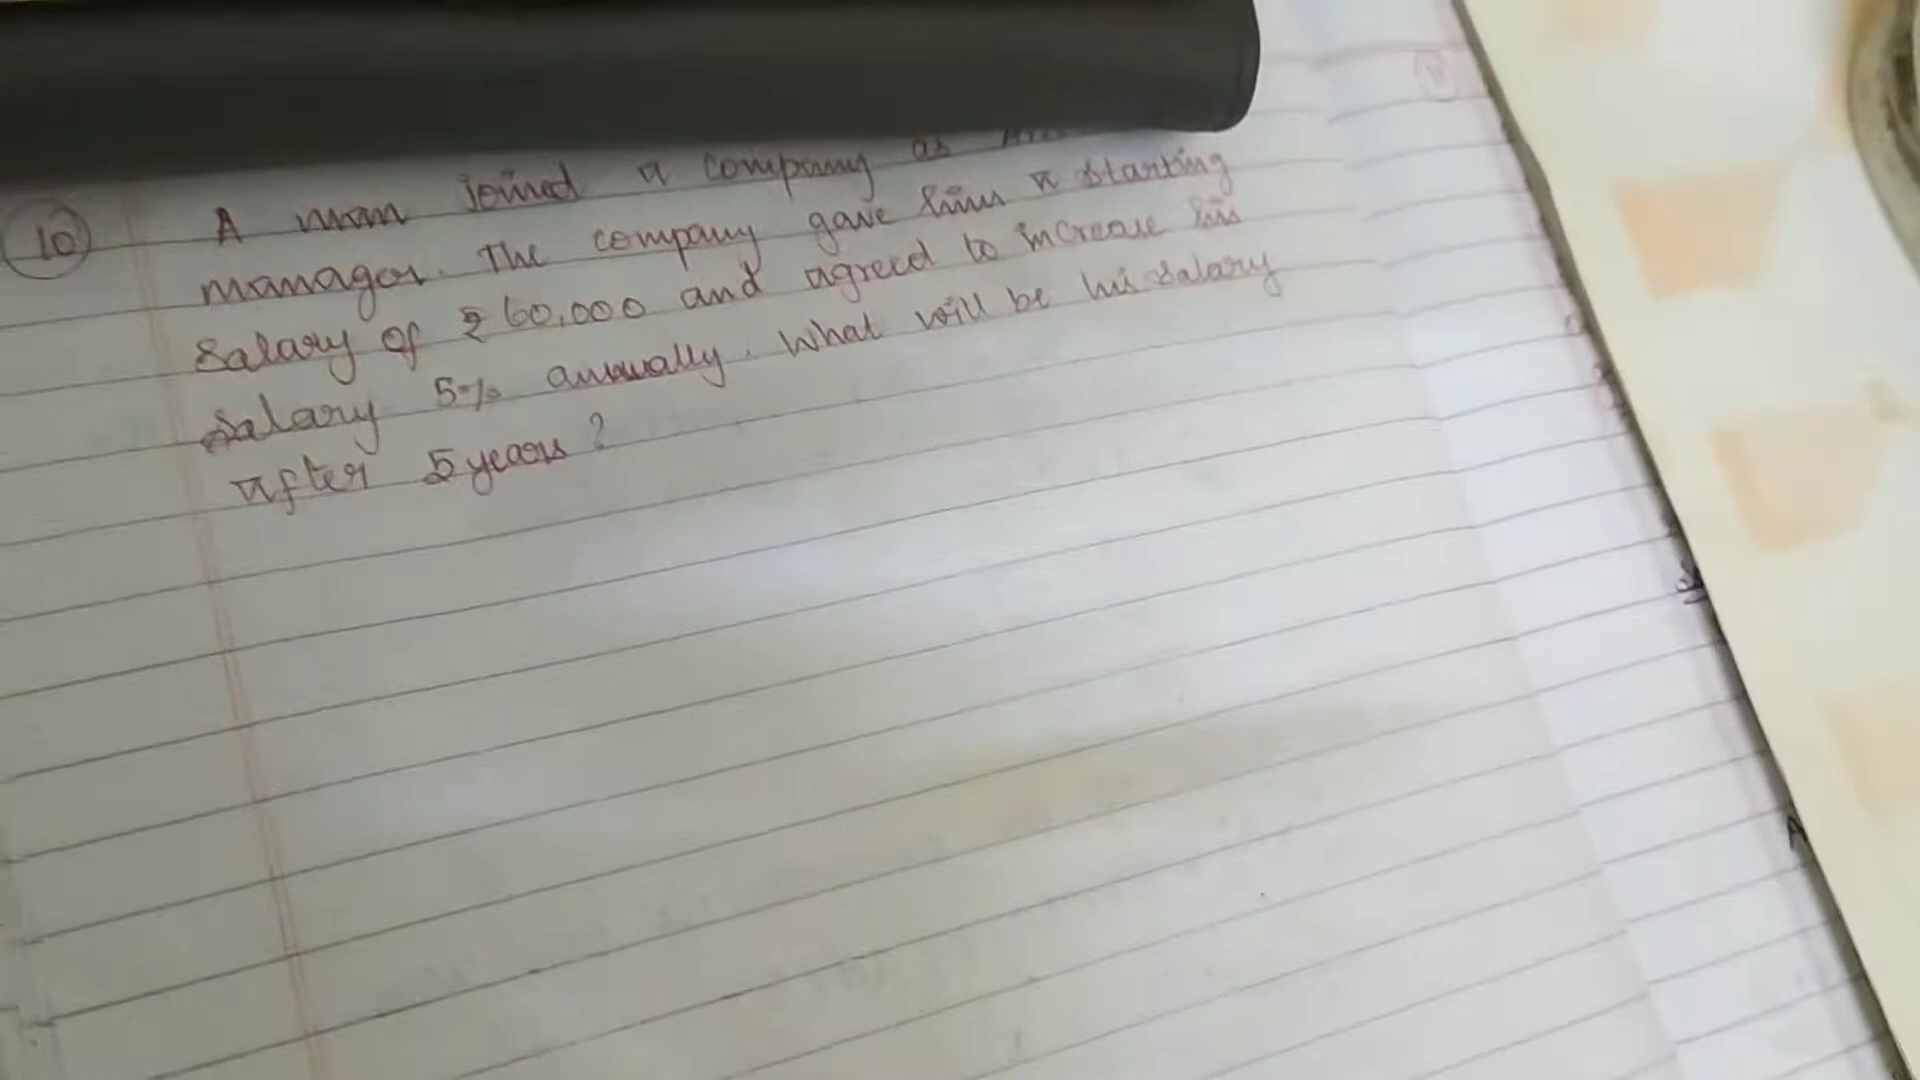 10 A man joined a company as
manager. The company gave him a starting
salary of ₹ 60,000 and agreed to increase his
salary 5% annually. What will be his salary
after 5 years?